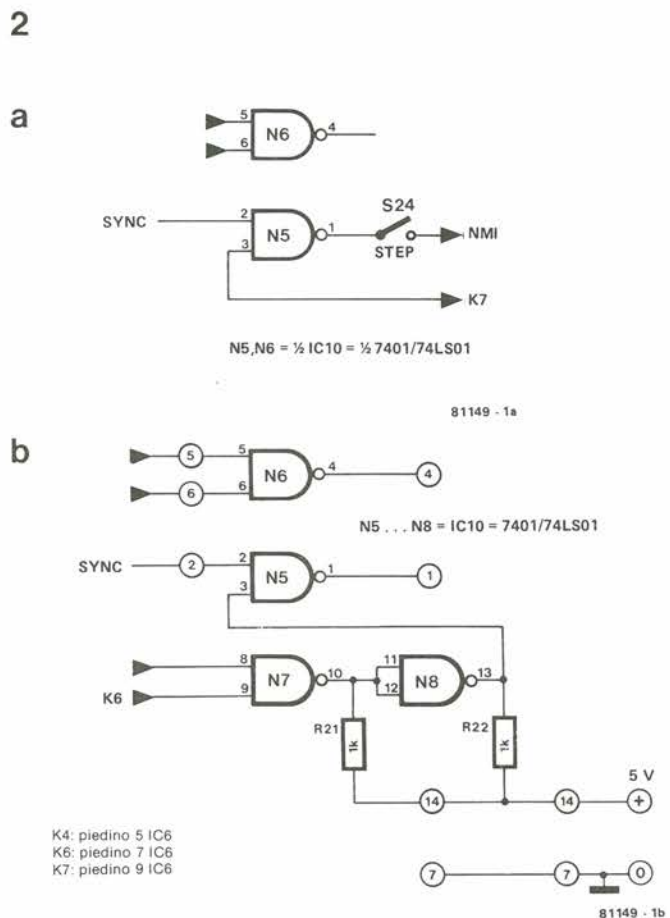 2
a
5
6
N6
4
SYNC
2
3
N5
1
S24
STEP
NMI
K7
N5,N6 = ½ IC10 = ½ 7401/74LS01
81149 - 1a
b
5
5
6
6
N6
4
4
N5 . . . N8 = IC10 = 7401/74LS01
SYNC
2
2
3
N5
1
1
8
K6
9
N7
10
11
12
N8
13
R21
1k
R22
1k
5 V
14
14
+
K4: piedino 5 IC6
K6: piedino 7 IC6
K7: piedino 9 IC6
7
7
0
81149 - 1b